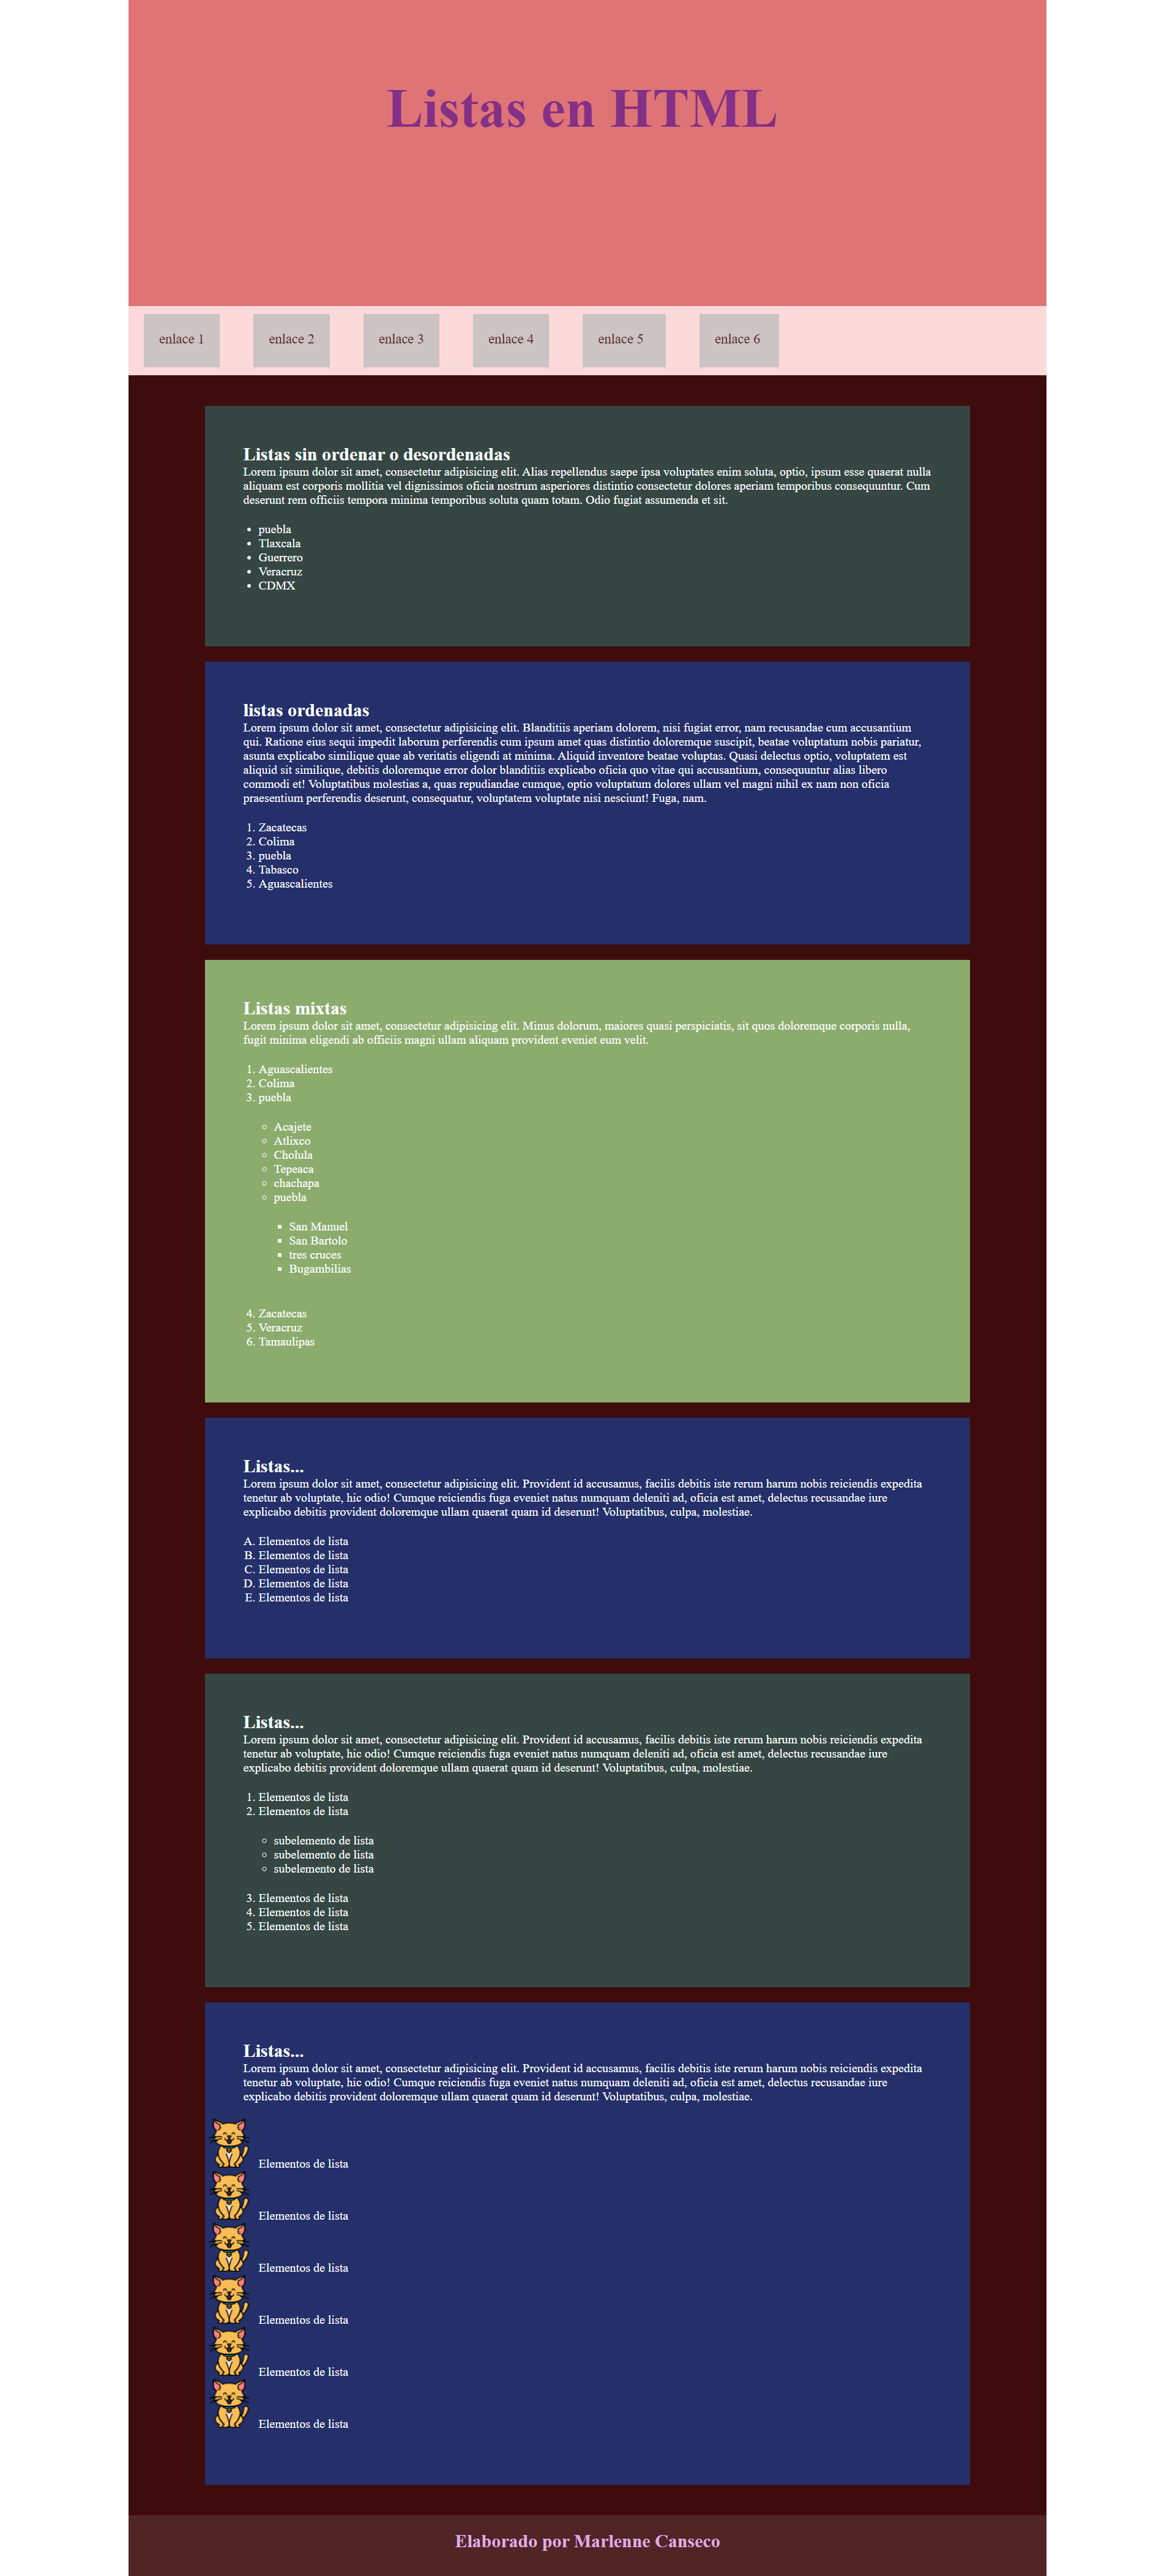 Listas en HTML
enlace 1 enlace 2 enlace 3 enlace 4 enlace 5 enlace 6
Listas sin ordenar o desordenadas
Lorem ipsum dolor sit amet, consectetur adipisicing elit. Alias repellendus saepe ipsa voluptates enim soluta, optio, ipsum esse quaerat nulla
aliquam est corporis mollitia vel dignissimos oficia nostrum asperiores distintio consectetur dolores aperiam temporibus consequuntur. Cum
deserunt rem officiis tempora minima temporibus soluta quam totam. Odio fugiat assumenda et sit.
• puebla
• Tlaxcala
• Guerrero
• Veracruz
• CDMX
listas ordenadas
Lorem ipsum dolor sit amet, consectetur adipisicing elit. Blanditiis aperiam dolorem, nisi fugiat error, nam recusandae cum accusantium
qui. Ratione eius sequi impedit laborum perferendis cum ipsum amet quas distintio doloremque suscipit, beatae voluptatum nobis pariatur,
asunta explicabo similique quae ab veritatis eligendi at minima. Aliquid inventore beatae voluptas. Quasi delectus optio, voluptatem est
aliquid sit similique, debitis doloremque error dolor blanditiis explicabo oficia quo vitae qui accusantium, consequuntur alias libero
commodi et! Voluptatibus molestias a, quas repudiandae cumque, optio voluptatum dolores ullam vel magni nihil ex nam non oficia
praesentium perferendis deserunt, consequatur, voluptatem voluptate nisi nesciunt! Fuga, nam.
1. Zacatecas
2. Colima
3. puebla
4. Tabasco
5. Aguascalientes
Listas mixtas
Lorem ipsum dolor sit amet, consectetur adipisicing elit. Minus dolorum, maiores quasi perspiciatis, sit quos doloremque corporis nulla,
fugit minima eligendi ab officiis magni ullam aliquam provident eveniet eum velit.
1. Aguascalientes
2. Colima
3. puebla
◦ Acajete
◦ Atlixco
◦ Cholula
◦ Tepeaca
◦ chachapa
◦ puebla
▪ San Manuel
▪ San Bartolo
▪ tres cruces
▪ Bugambilias
4. Zacatecas
5. Veracruz
6. Tamaulipas
Listas...
Lorem ipsum dolor sit amet, consectetur adipisicing elit. Provident id accusamus, facilis debitis iste rerum harum nobis reiciendis expedita
tenetur ab voluptate, hic odio! Cumque reiciendis fuga eveniet natus numquam deleniti ad, oficia est amet, delectus recusandae iure
explicabo debitis provident doloremque ullam quaerat quam id deserunt! Voluptatibus, culpa, molestiae.
A. Elementos de lista
B. Elementos de lista
C. Elementos de lista
D. Elementos de lista
E. Elementos de lista
Listas...
Lorem ipsum dolor sit amet, consectetur adipisicing elit. Provident id accusamus, facilis debitis iste rerum harum nobis reiciendis expedita
tenetur ab voluptate, hic odio! Cumque reiciendis fuga eveniet natus numquam deleniti ad, oficia est amet, delectus recusandae iure
explicabo debitis provident doloremque ullam quaerat quam id deserunt! Voluptatibus, culpa, molestiae.
1. Elementos de lista
2. Elementos de lista
◦ subelemento de lista
◦ subelemento de lista
◦ subelemento de lista
3. Elementos de lista
4. Elementos de lista
5. Elementos de lista
Listas...
Lorem ipsum dolor sit amet, consectetur adipisicing elit. Provident id accusamus, facilis debitis iste rerum harum nobis reiciendis expedita
tenetur ab voluptate, hic odio! Cumque reiciendis fuga eveniet natus numquam deleniti ad, oficia est amet, delectus recusandae iure
explicabo debitis provident doloremque ullam quaerat quam id deserunt! Voluptatibus, culpa, molestiae.
Elementos de lista
Elementos de lista
Elementos de lista
Elementos de lista
Elementos de lista
Elementos de lista
Elaborado por Marlenne Canseco